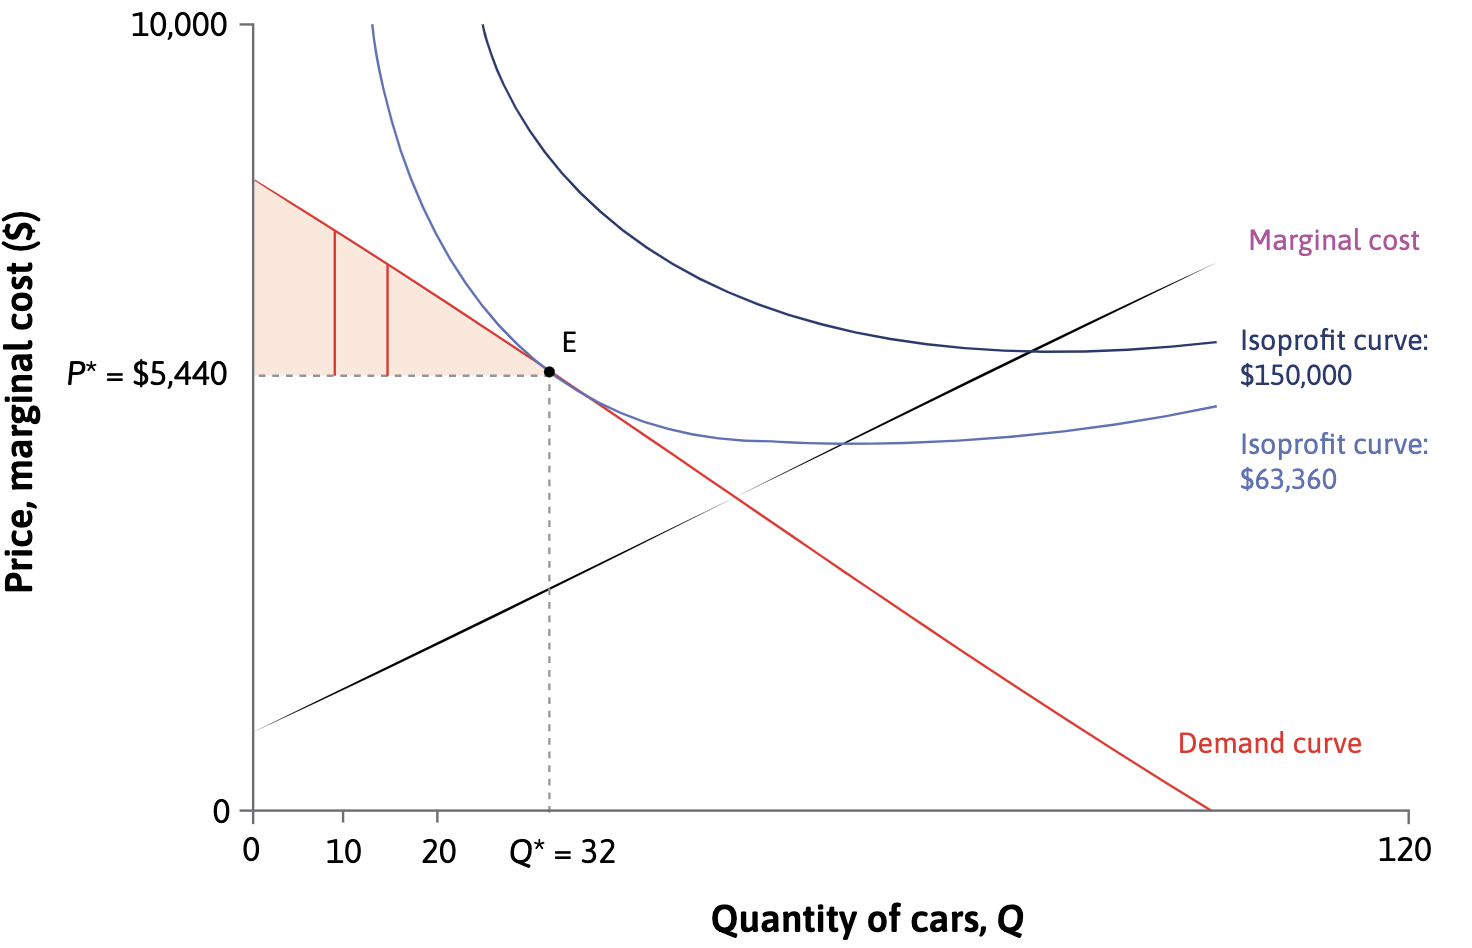 Price, marginal cost ($)
10,000
P* = $5,440
0
E
Marginal cost
Isoprofit curve:
$150,000
Isoprofit curve:
$63,360
Demand curve
0
10
20
Q* = 32
120
Quantity of cars, Q